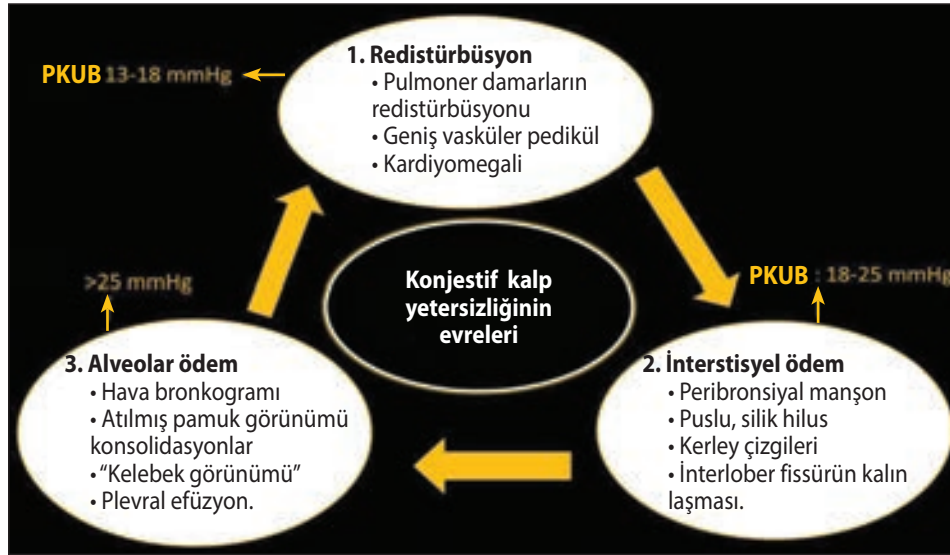 1. Redistürbüsyon
• Pulmoner damarların
redistürbüsyonu
• Geniş vasküler pedikül
• Kardiyomegali
PKUB 13-18 mmHg
Konjestif kalp
yetersizliğinin
evreleri
PKUB : 18-25 mmHg
2. İnterstisyel ödem
• Peribronsiyal manşon
• Puslu, silik hilus
• Kerley çizgileri
• İnterlober fissürün kalın
laşması.
>25 mmHg
3. Alveolar ödem
• Hava bronkogramı
• Atılmış pamuk görünümü
konsolidasyonlar
• “Kelebek görünümü”
• Plevral efüzyon.